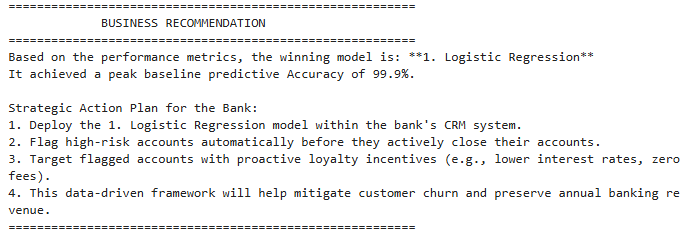 =========================================================
BUSINESS RECOMMENDATION
=========================================================
Based on the performance metrics, the winning model is: **1. Logistic Regression**
It achieved a peak baseline predictive Accuracy of 99.9%.

Strategic Action Plan for the Bank:
1. Deploy the 1. Logistic Regression model within the bank's CRM system.
2. Flag high-risk accounts automatically before they actively close their accounts.
3. Target flagged accounts with proactive loyalty incentives (e.g., lower interest rates, zero
fees).
4. This data-driven framework will help mitigate customer churn and preserve annual banking re
venue.
=========================================================